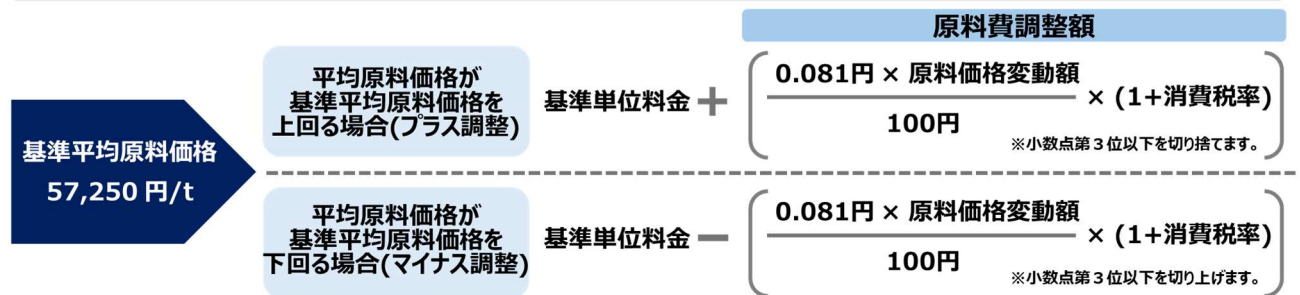 原料費調整額
基準平均原料価格
57,250 円/t
平均原料価格が
基準平均原料価格を
上回る場合(プラス調整)
基準単位料金 +
0.081円 × 原料価格変動額
100円
× (1+消費税率)
※小数点第３位以下を切り捨てます。
平均原料価格が
基準平均原料価格を
下回る場合(マイナス調整)
基準単位料金 −
0.081円 × 原料価格変動額
100円
× (1+消費税率)
※小数点第３位以下を切り上げます。